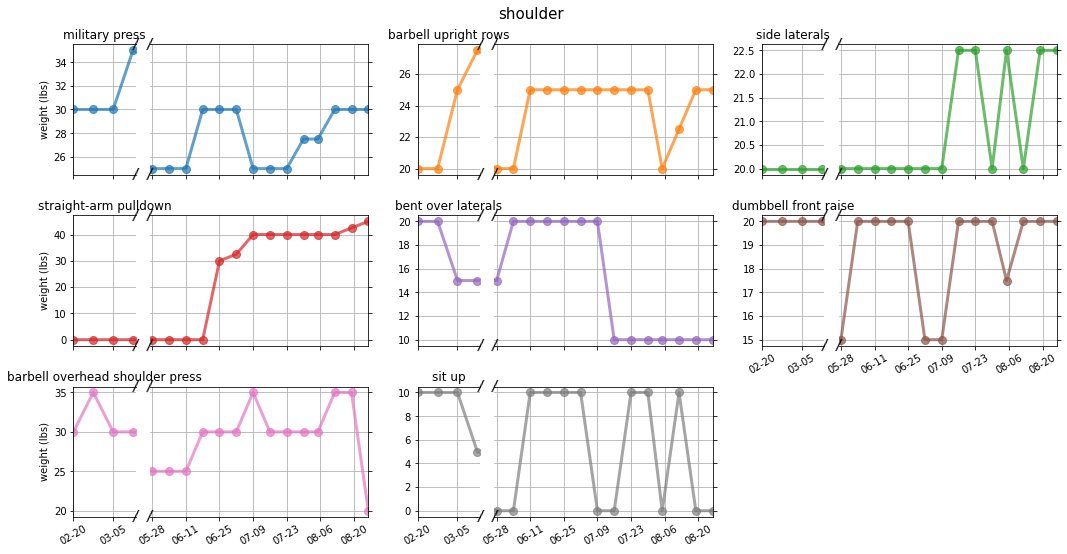 shoulder
military press
barbell upright rows
side laterals
weight (lbs)
34
32
30
28
26
26
24
22
20
22.5
22.0
21.5
21.0
20.5
20.0
straight-arm pulldown
bent over laterals
dumbbell front raise
weight (lbs)
40
30
20
10
0
20
18
16
14
12
10
20
19
18
17
16
15
02-20 03-05 05-28 06-11 06-25 07-09 07-23 08-06 08-20
barbell overhead shoulder press
sit up
weight (lbs)
35
30
25
20
10
8
6
4
2
0
02-20 03-05 05-28 06-11 06-25 07-09 07-23 08-06 08-20
02-20 03-05 05-28 06-11 06-25 07-09 07-23 08-06 08-20